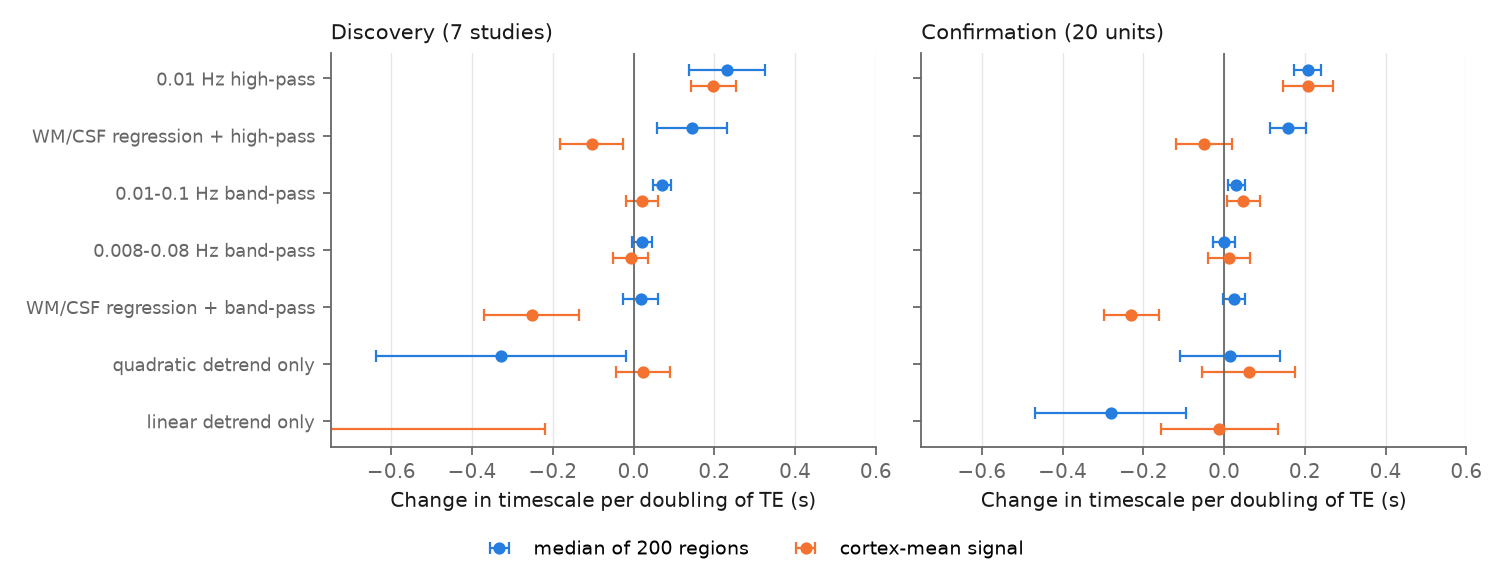 Discovery (7 studies)
Confirmation (20 units)
0.01 Hz high-pass
WM/CSF regression + high-pass
0.01-0.1 Hz band-pass
0.008-0.08 Hz band-pass
WM/CSF regression + band-pass
quadratic detrend only
linear detrend only
−0.6 −0.4 −0.2 0.0 0.2 0.4 0.6
−0.6 −0.4 −0.2 0.0 0.2 0.4 0.6
Change in timescale per doubling of TE (s)
Change in timescale per doubling of TE (s)
median of 200 regions
cortex-mean signal